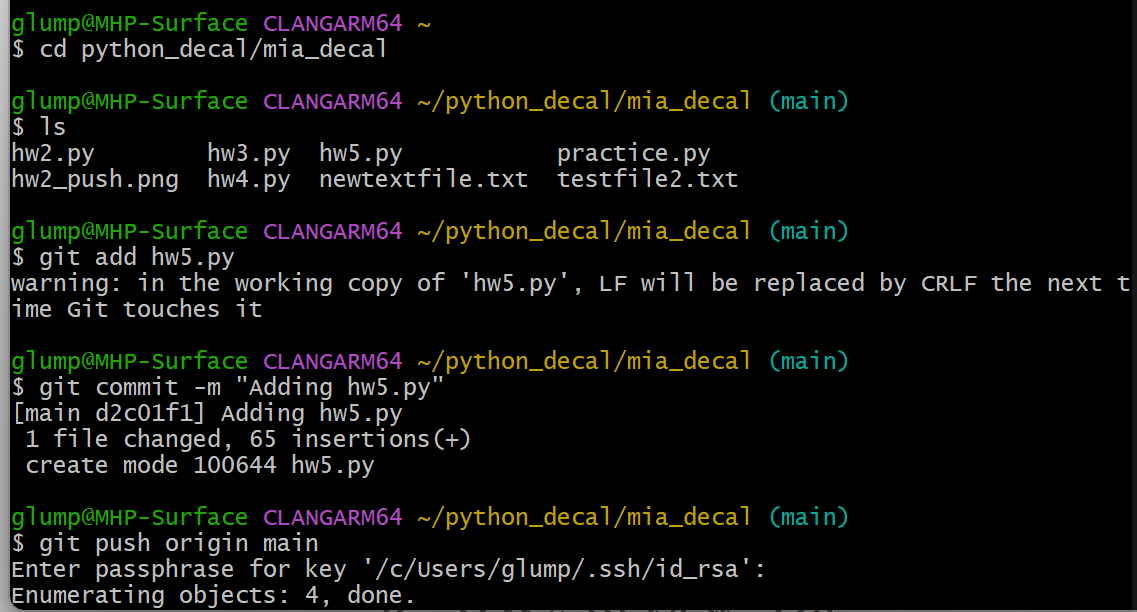 glump@MHP-Surface CLANGARM64 ~
$ cd python_decal/mia_decal
glump@MHP-Surface CLANGARM64 ~/python_decal/mia_decal (main)
$ ls
hw2.py hw3.py hw5.py practice.py
hw2_push.png hw4.py newtextfile.txt testfile2.txt
glump@MHP-Surface CLANGARM64 ~/python_decal/mia_decal (main)
$ git add hw5.py
warning: in the working copy of 'hw5.py', LF will be replaced by CRLF the next t
ime Git touches it
glump@MHP-Surface CLANGARM64 ~/python_decal/mia_decal (main)
$ git commit -m "Adding hw5.py"
[main d2c01f1] Adding hw5.py
1 file changed, 65 insertions(+)
create mode 100644 hw5.py
glump@MHP-Surface CLANGARM64 ~/python_decal/mia_decal (main)
$ git push origin main
Enter passphrase for key '/c/Users/glump/.ssh/id_rsa':
Enumerating objects: 4, done.